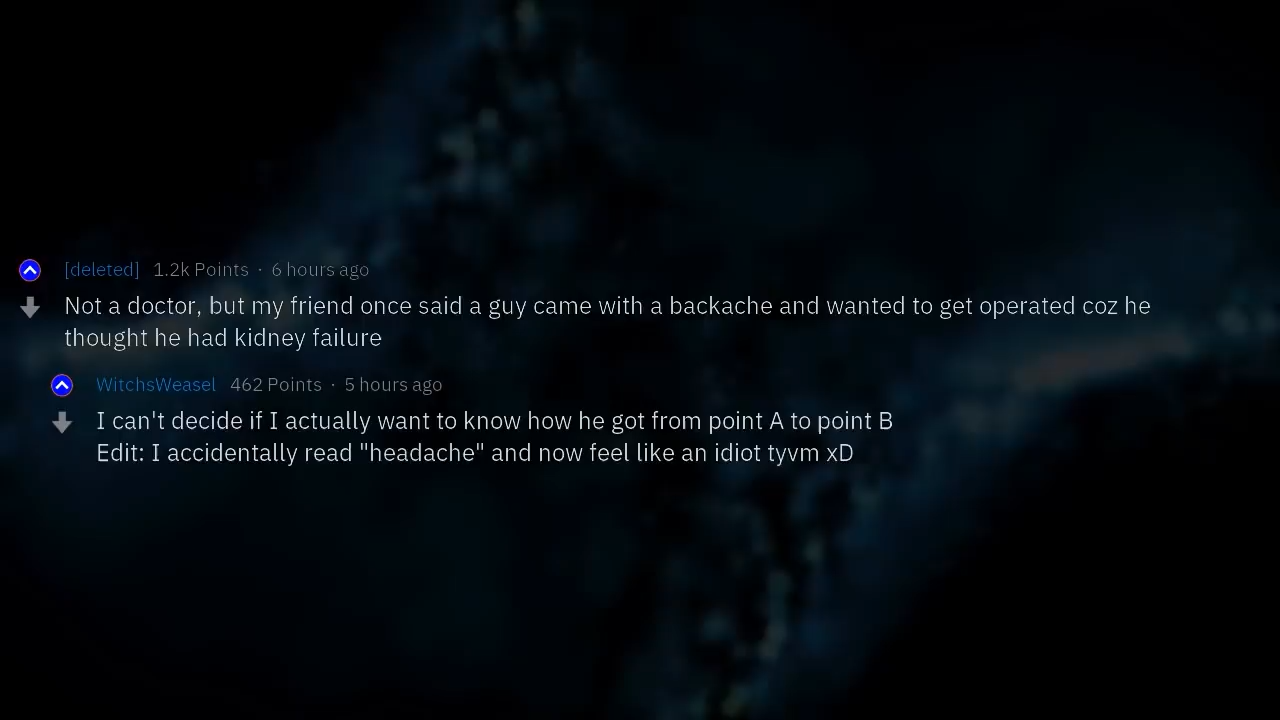 [deleted] 1.2k Points · 6 hours ago
Not a doctor, but my friend once said a guy came with a backache and wanted to get operated coz he
thought he had kidney failure
WitchsWeasel 462 Points · 5 hours ago
I can't decide if I actually want to know how he got from point A to point B
Edit: I accidentally read "headache" and now feel like an idiot tyvm xD